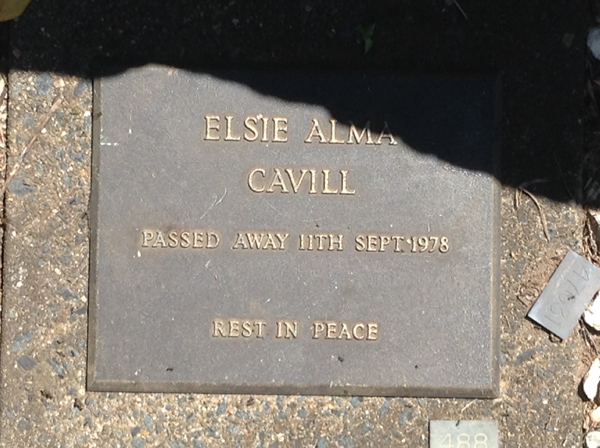 ELSIE ALMA
CAVILL
PASSED AWAY 11TH SEPT. 1978
REST IN PEACE
488